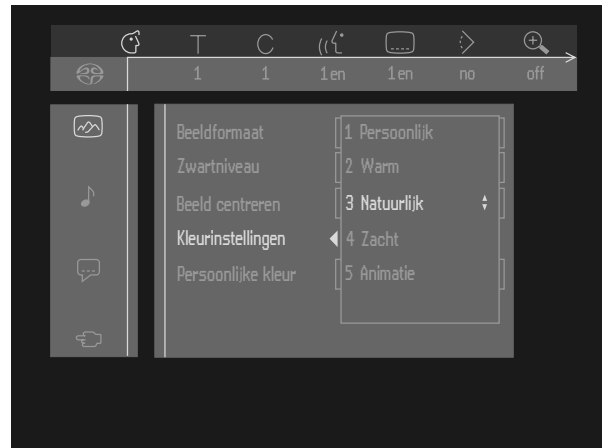 T C
1 1 1en 1en no off
Beeldformaat 1 Persoonlijk
Zwartniveau 2 Warm
Beeld centreren 3 Natuurlijk
Kleurinstellingen 4 Zacht
Persoonlijke kleur 5 Animatie